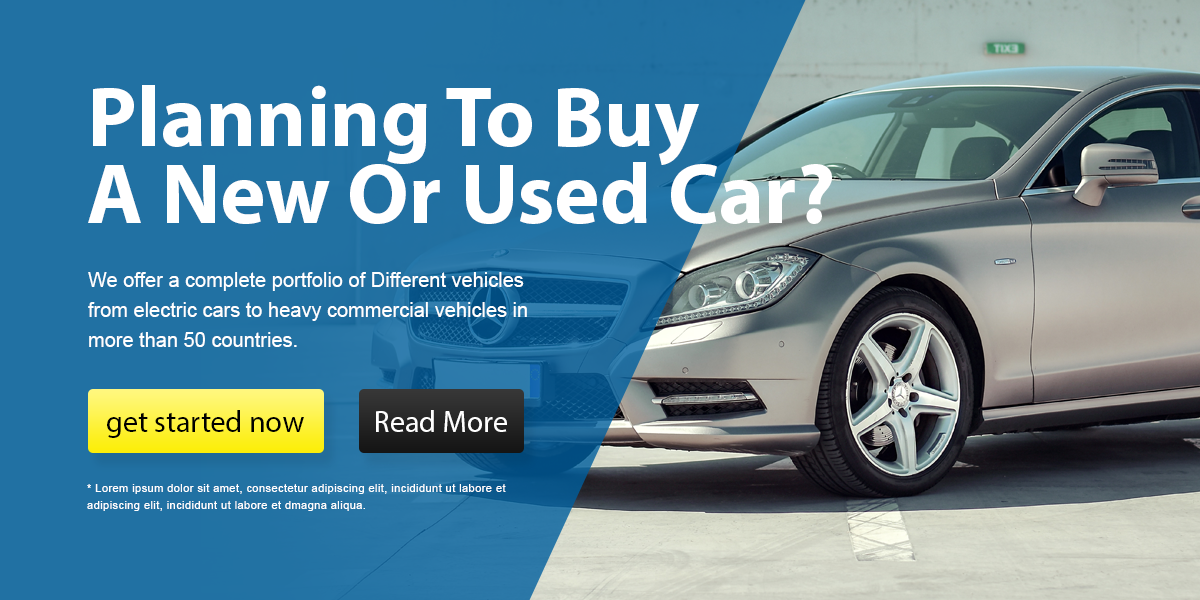 EXIT
Planning To Buy
A New Or Used Car?
We offer a complete portfolio of Different vehicles
from electric cars to heavy commercial vehicles in
more than 50 countries.
get started now
Read More
* Lorem ipsum dolor sit amet, consectetur adipiscing elit, incididunt ut labore et
adipiscing elit, incididunt ut labore et dmagna aliqua.